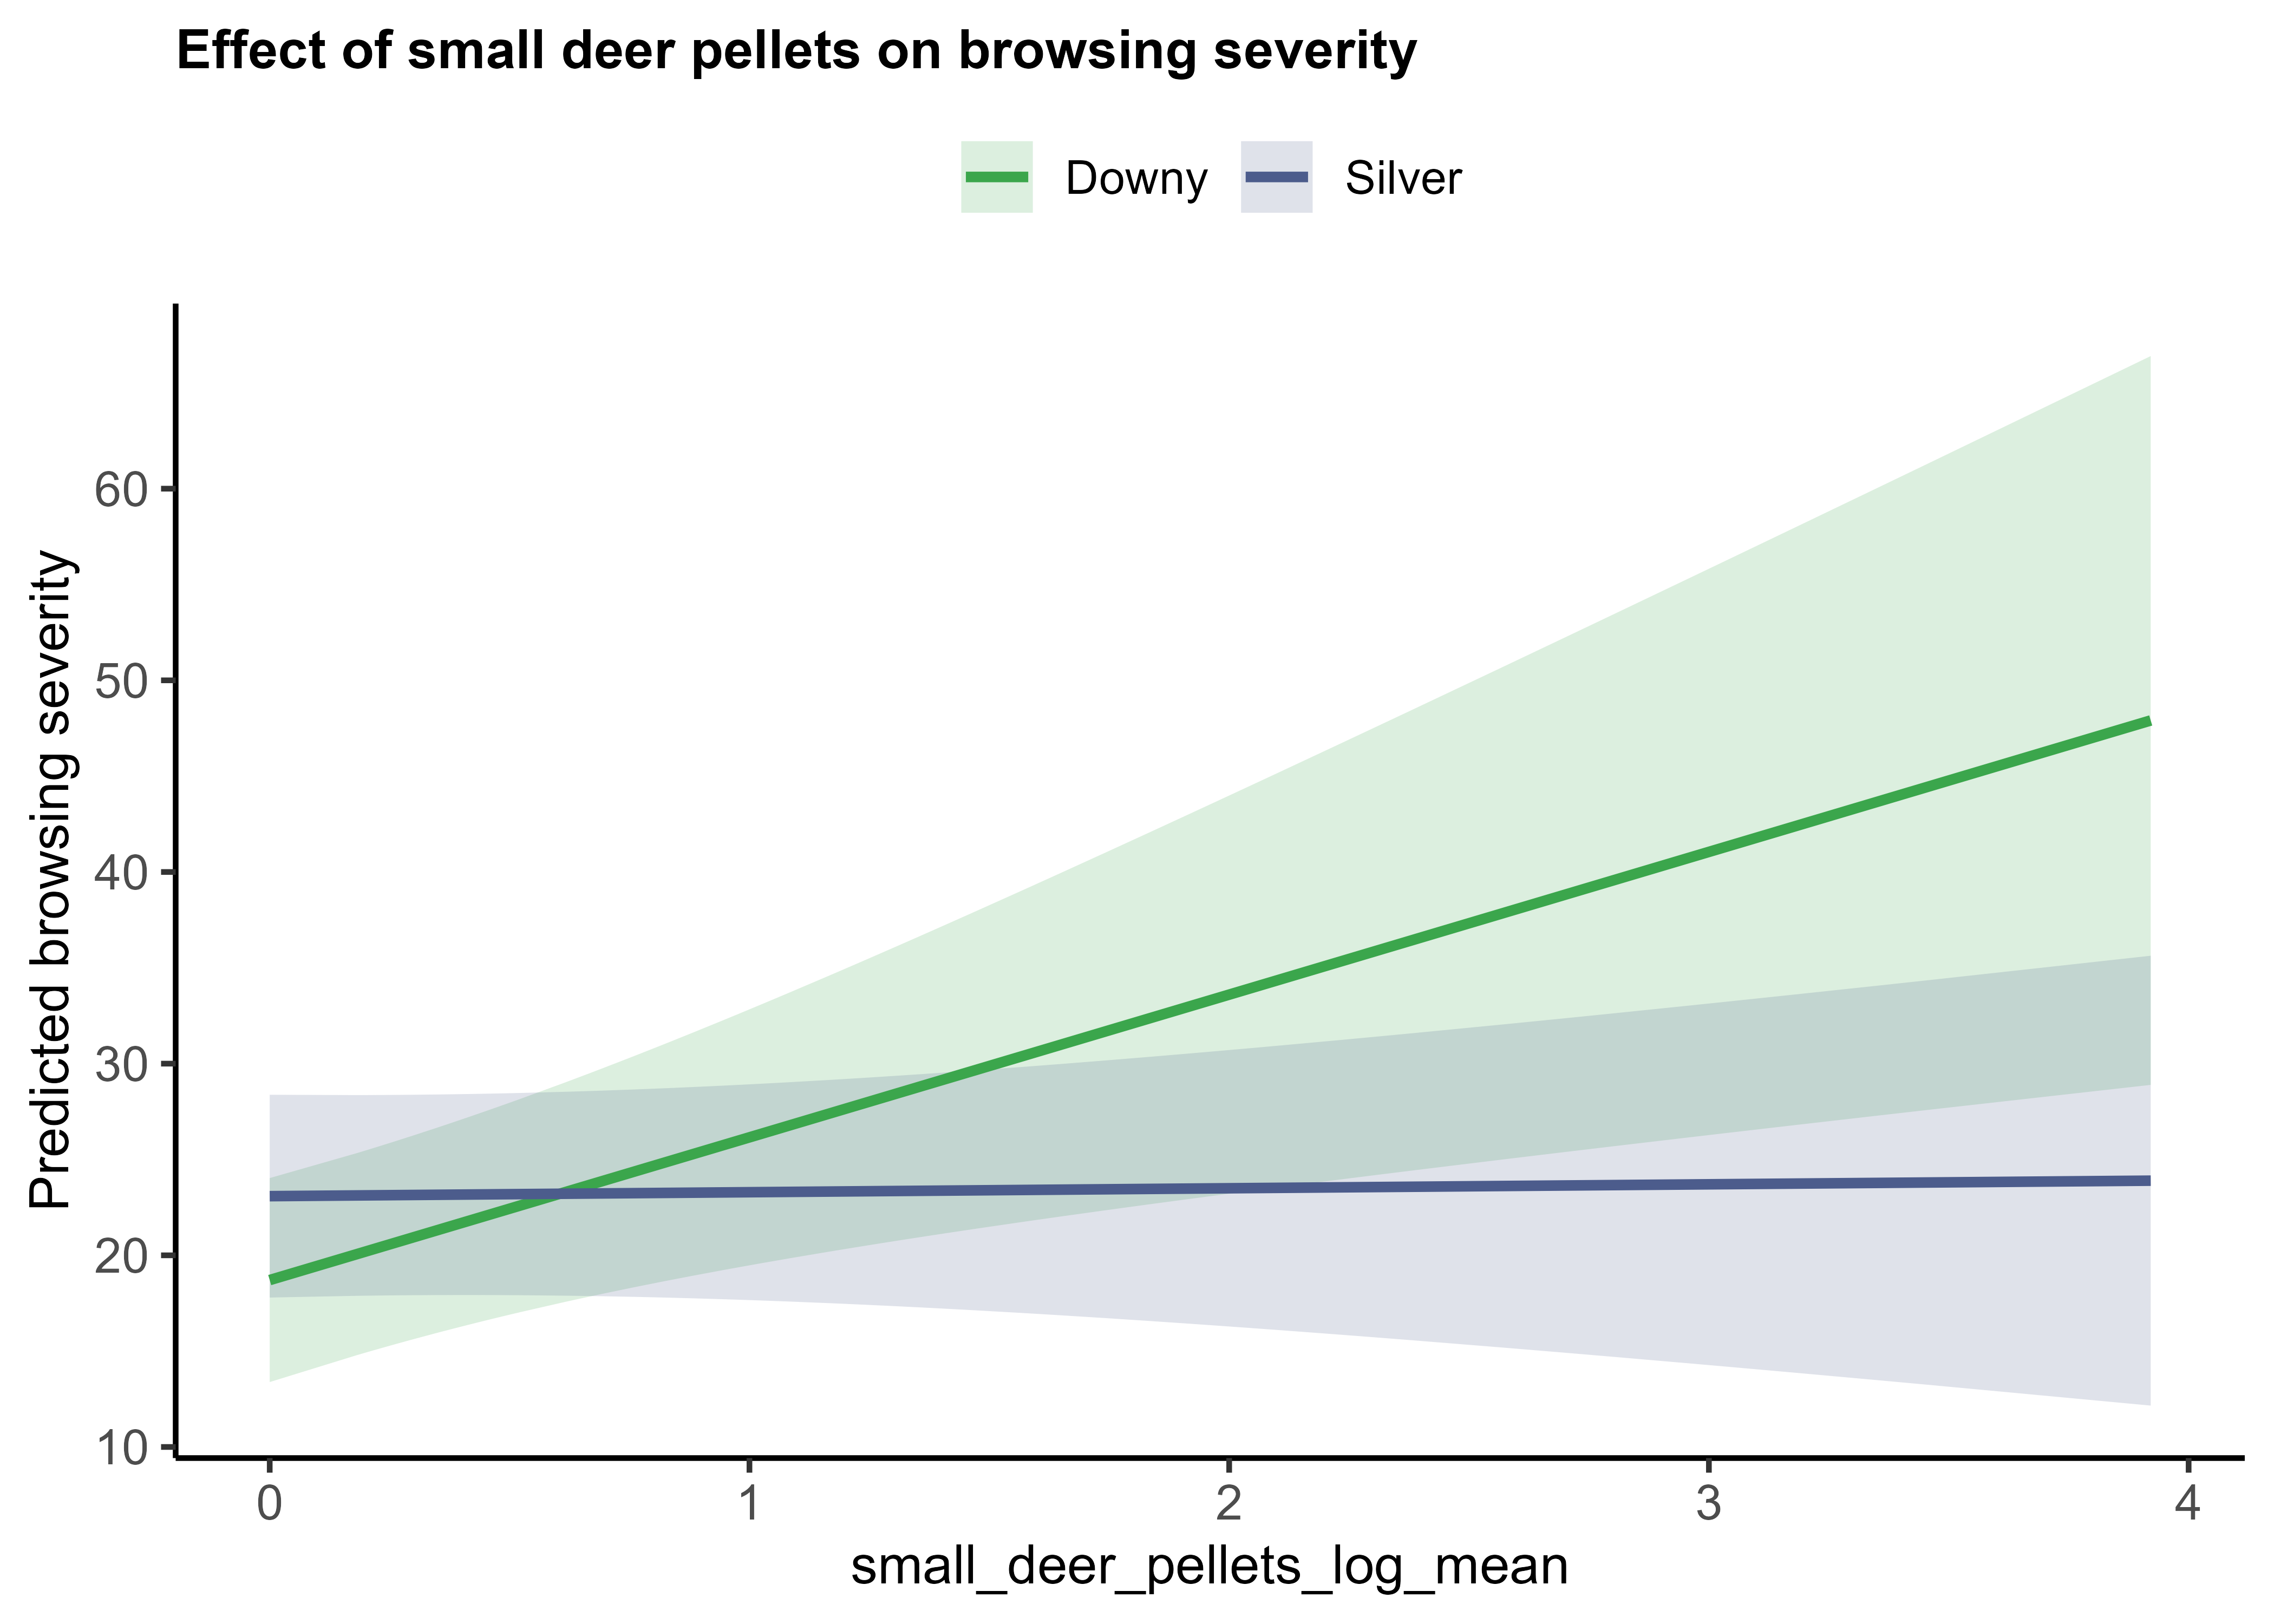 Effect of small deer pellets on browsing severity
Downy Silver
Predicted browsing severity
60
50
40
30
20
10
0 1 2 3 4
small_deer_pellets_log_mean